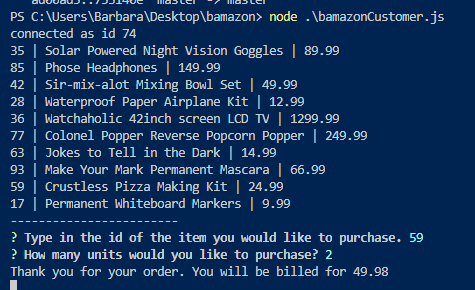 PS C:\Users\Barbara\Desktop\bamazon> node .\bamazonCustomer.js
connected as id 74
35 | Solar Powered Night Vision Goggles | 89.99
85 | Phose Headphones | 149.99
42 | Sir-mix-alot Mixing Bowl Set | 49.99
28 | Waterproof Paper Airplane Kit | 12.99
36 | Watchaholic 42inch screen LCD TV | 1299.99
77 | Colonel Popper Reverse Popcorn Popper | 249.99
63 | Jokes to Tell in the Dark | 14.99
93 | Make Your Mark Permanent Mascara | 66.99
59 | Crustless Pizza Making Kit | 24.99
17 | Permanent Whiteboard Markers | 9.99
------------------------
? Type in the id of the item you would like to purchase. 59
? How many units would you like to purchase? 2
Thank you for your order. You will be billed for 49.98